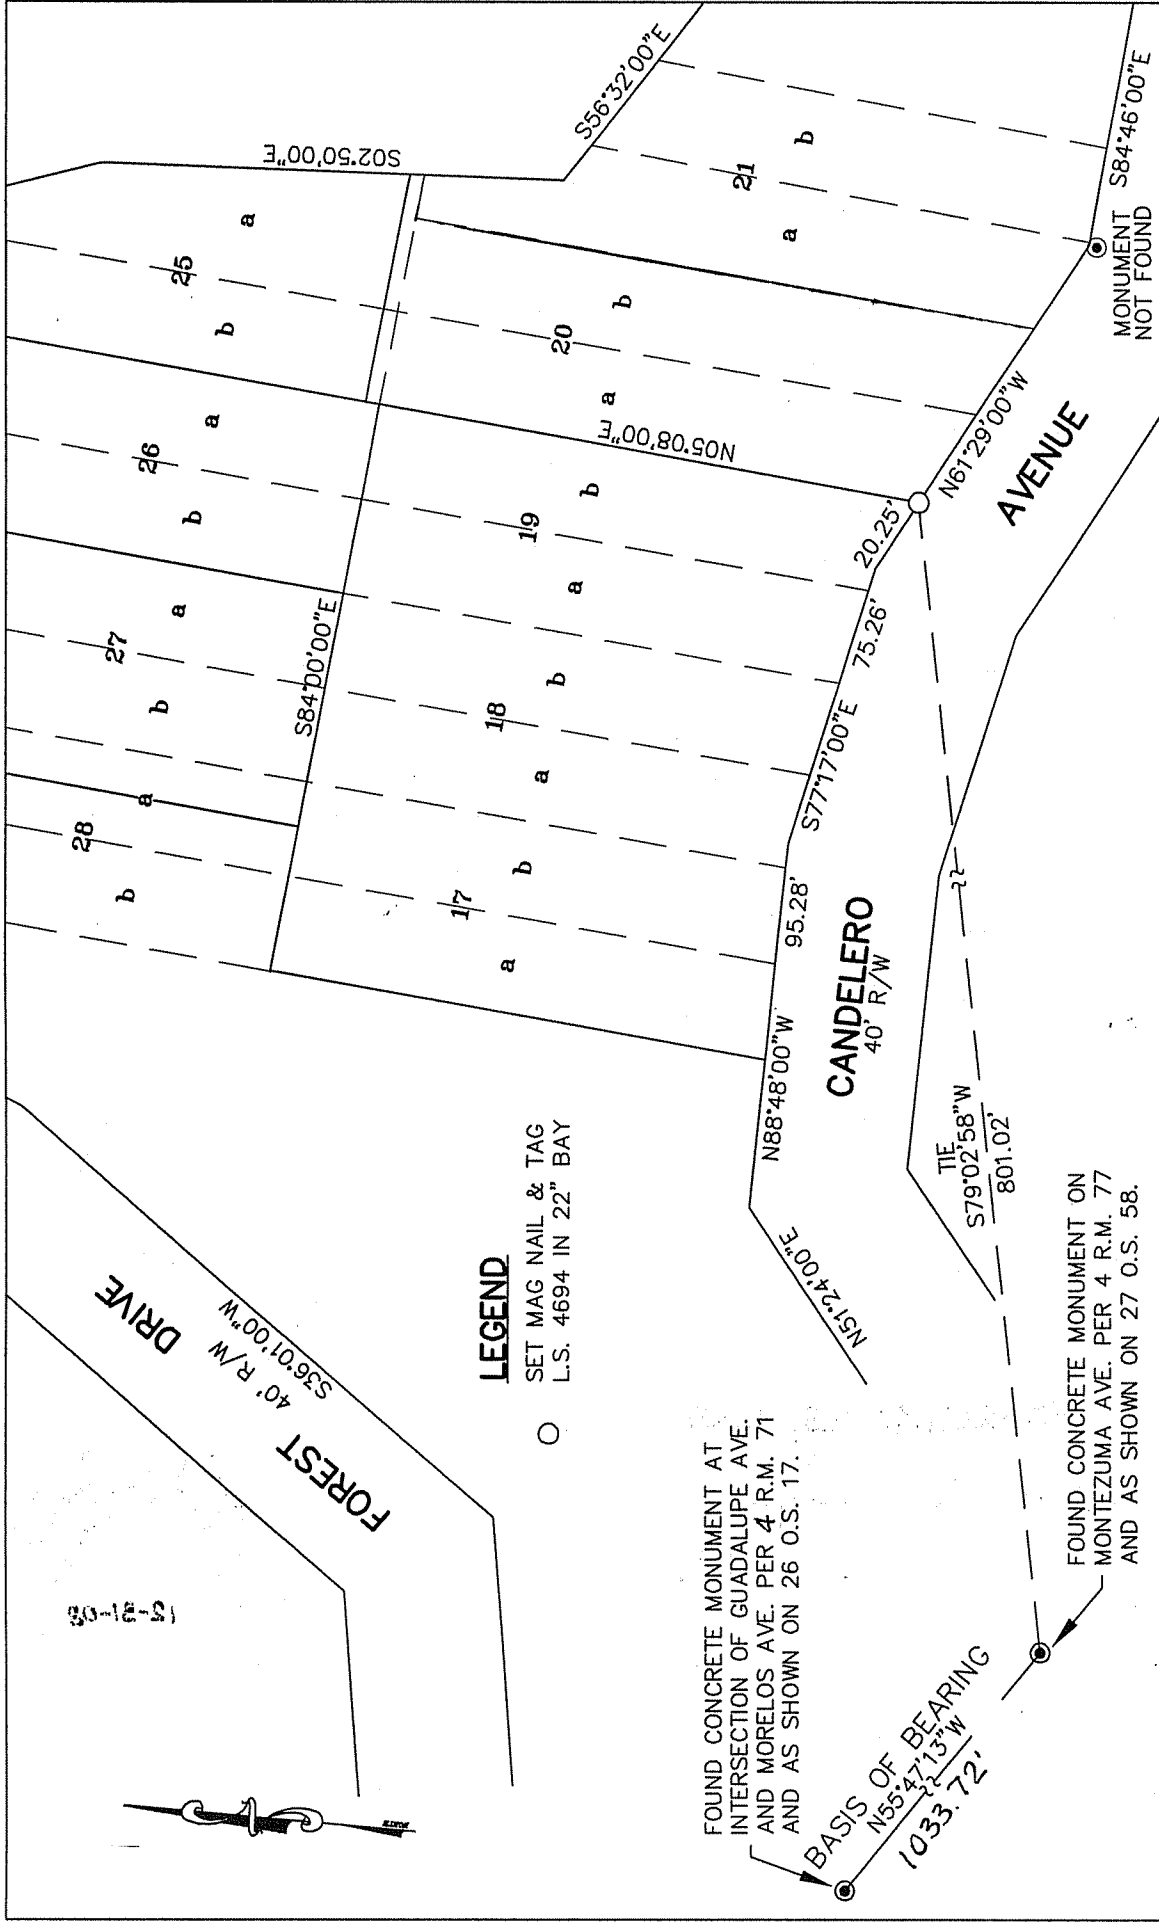 S02°50'00"E
S56°32'00"E
S84°46'00"E
25
a
b
26
a
b
27
a
b
28
a
b
21
a
b
20
a
b
19
a
b
18
a
b
17
a
b
S84°00'00"E
N05°08'00"E
N61°29'00"W
20.25'
75.26'
S77°17'00"E
95.28'
N88°48'00"W
N51°24'00"E
MONUMENT
NOT FOUND
CANDELERO
AVENUE
40' R/W
TIE
S79°02'58"W
801.02'
FOREST
DRIVE
40' R/W
S36°01'00"W
LEGEND
SET MAG NAIL & TAG
L.S. 4694 IN 22" BAY
12-31-08
FOUND CONCRETE MONUMENT AT
INTERSECTION OF GUADALUPE AVE.
AND MORELOS AVE. PER 4 R.M. 71
AND AS SHOWN ON 26 O.S. 17.
BASIS OF BEARING
N55°47'13"W
1033.72'
FOUND CONCRETE MONUMENT ON
MONTEZUMA AVE. PER 4 R.M. 77
AND AS SHOWN ON 27 O.S. 58.